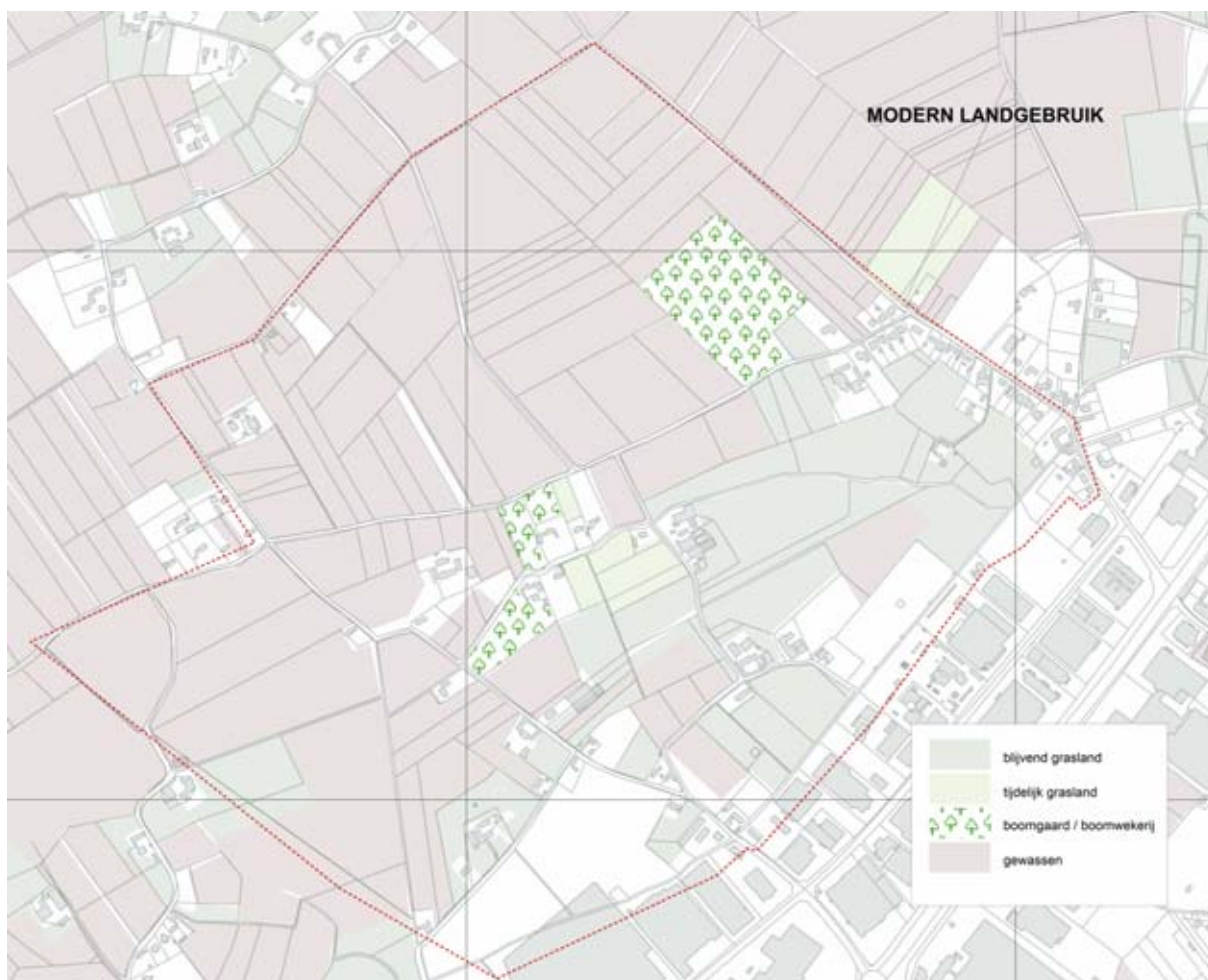 MODERN LANDGEBRUIK
blijvend grasland
tijdelijk grasland
boomgaard / boomwekerij
gewassen